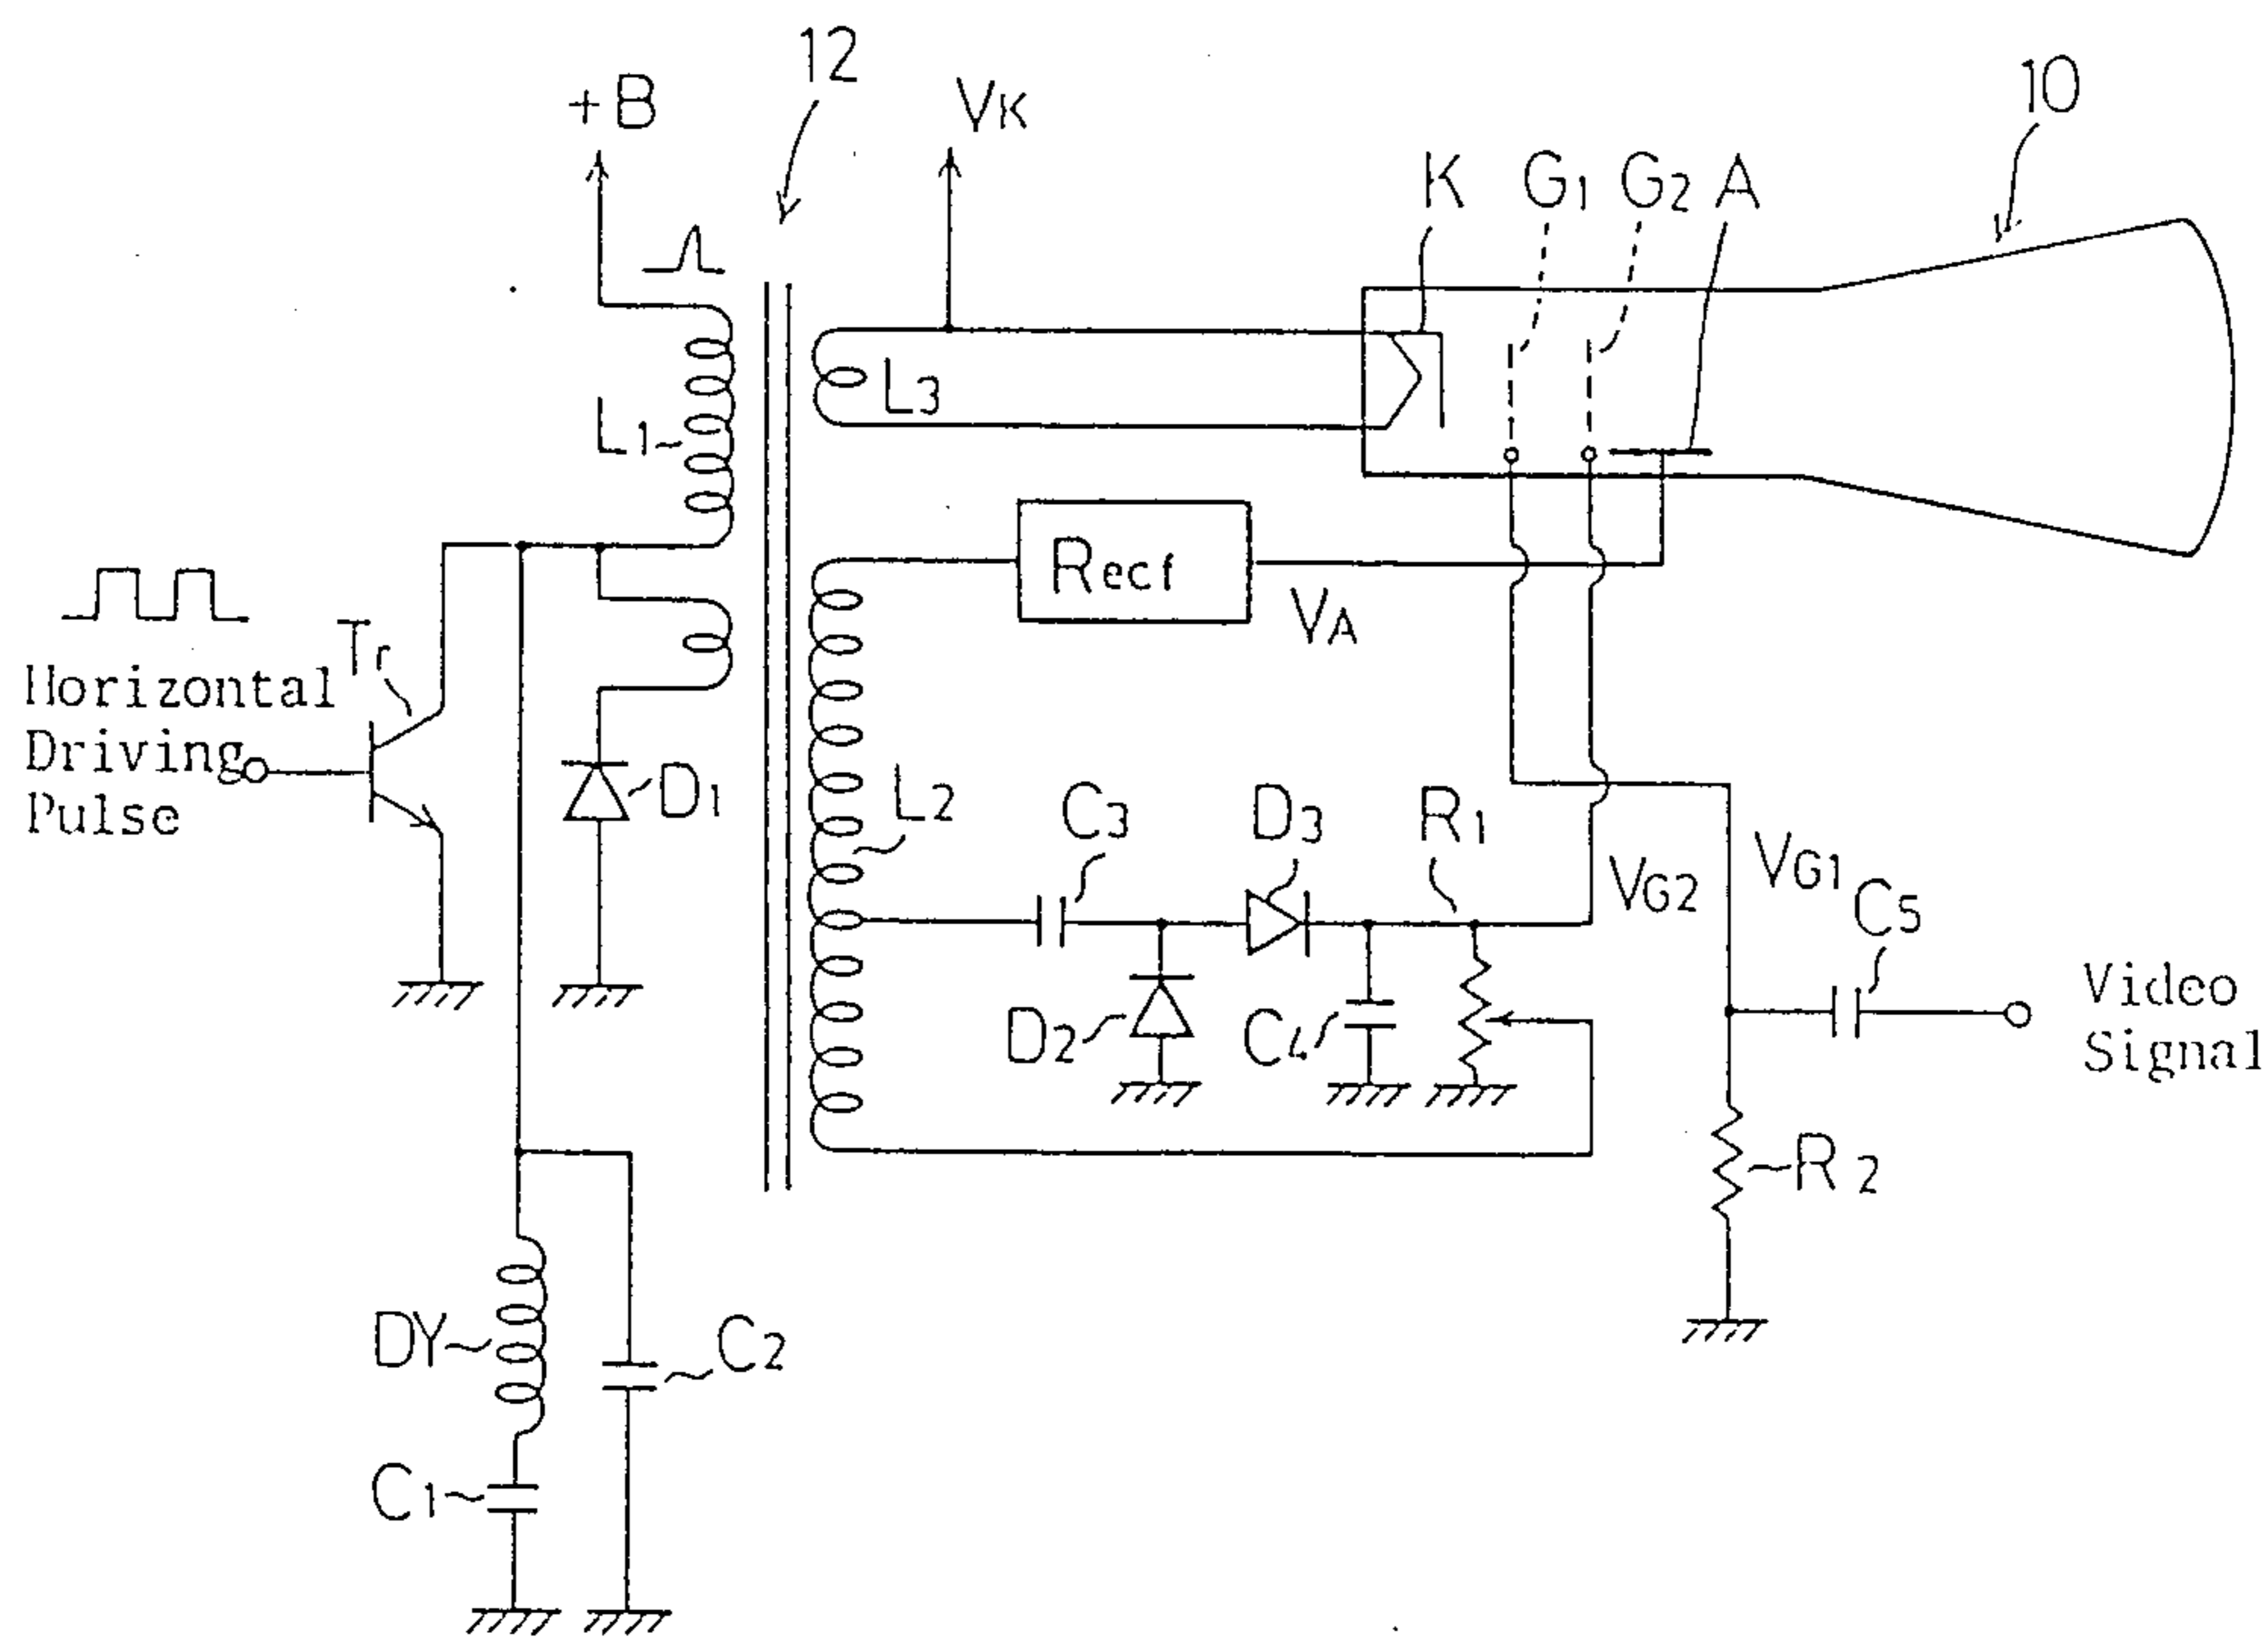 12
10
+B
VK
K
G1
G2
A
L1
L3
Rect
VA
Tr
Horizontal
Driving
Pulse
D1
L2
C3
D3
R1
VG2
VG1
C5
Video
Signal
D2
C4
R2
DY
C2
C1